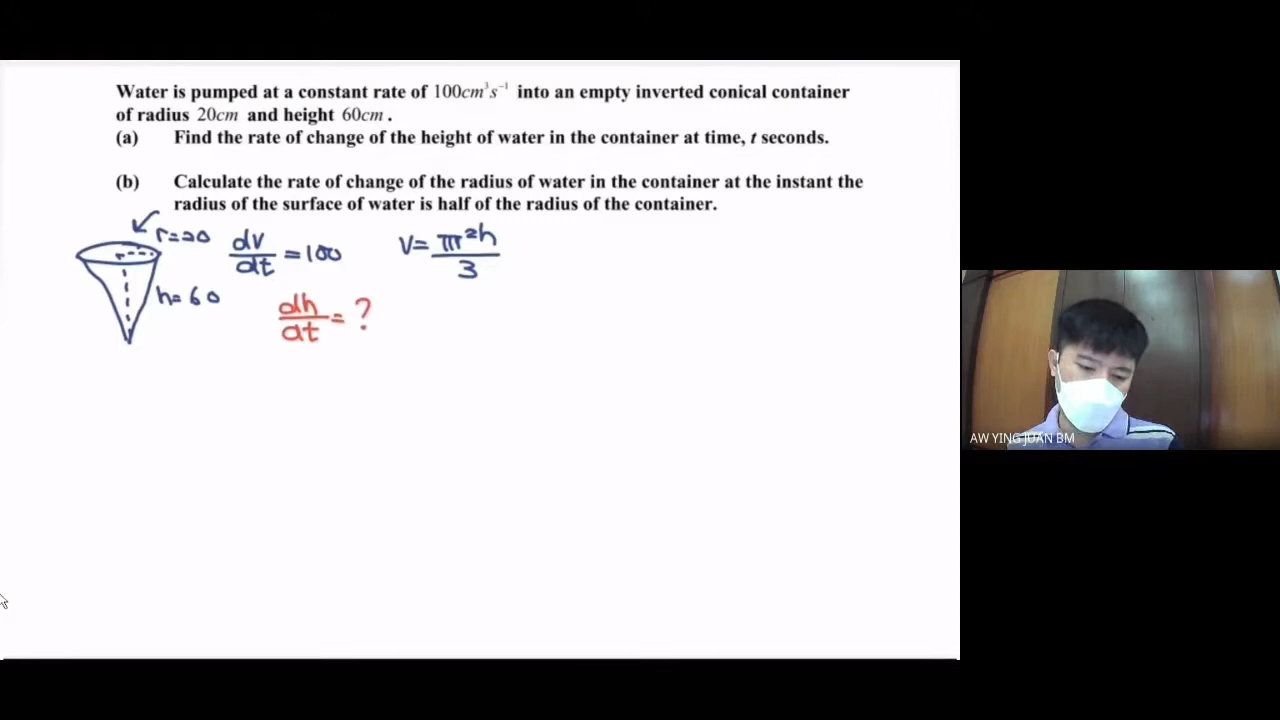 Water is pumped at a constant rate of 100cm³s⁻¹ into an empty inverted conical container
of radius 20cm and height 60cm.
(a) Find the rate of change of the height of water in the container at time, t seconds.
(b) Calculate the rate of change of the radius of water in the container at the instant the
radius of the surface of water is half of the radius of the container.
r=20
dv/dt = 100
V= πr²h/3
h= 60
dh/dt = ?
AW YING JUAN BM